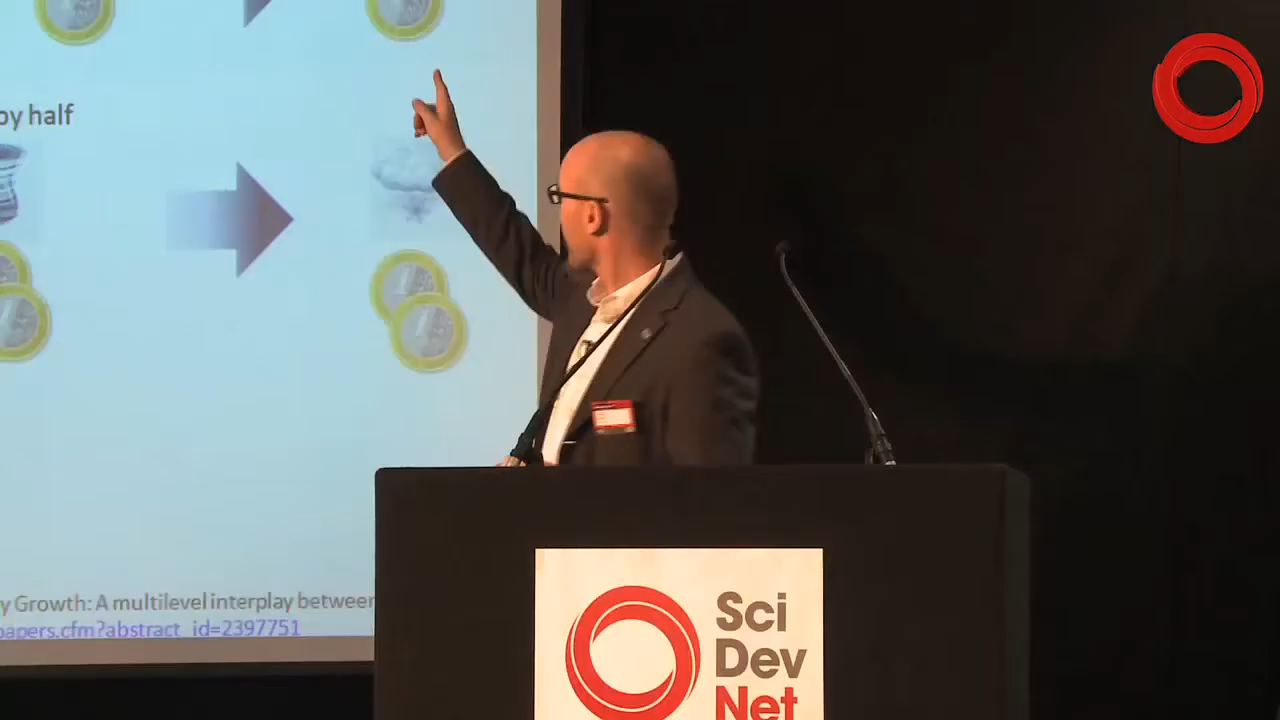 by half
y Growth: A multilevel interplay between
papers.cfm?abstract_id=2397751
Sci
Dev
Net